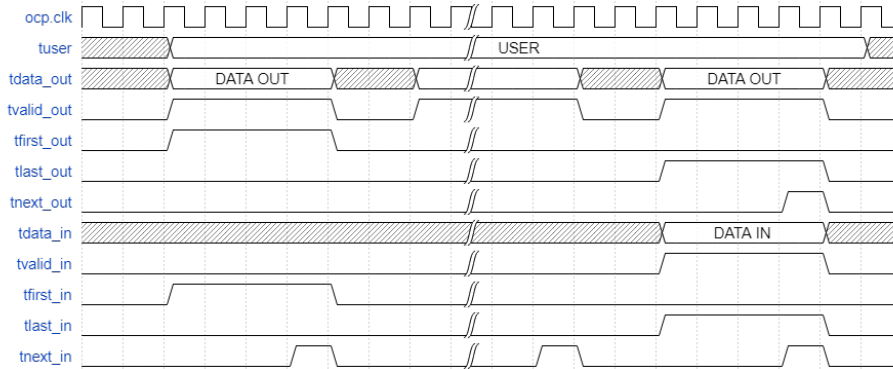 ocp.clk
tuser USER
tdata_out DATA OUT DATA OUT
tvalid_out
tfirst_out
tlast_out
tnext_out
tdata_in DATA IN
tvalid_in
tfirst_in
tlast_in
tnext_in